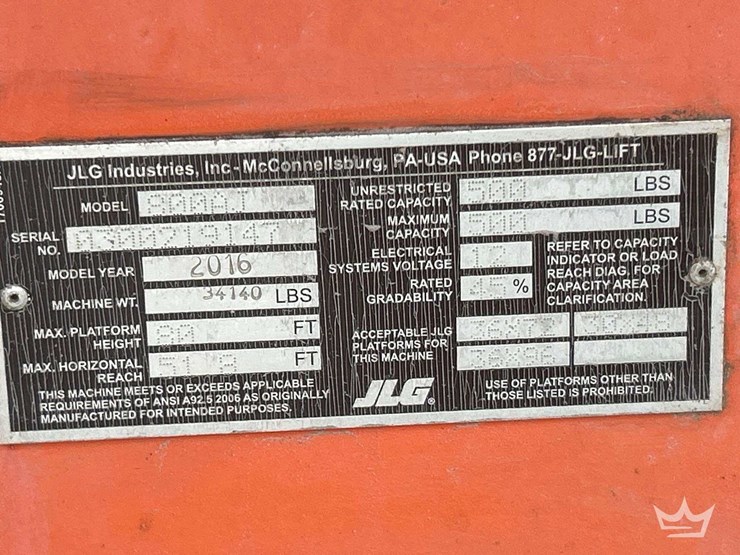 JLG Industries, Inc - McConnellsburg, PA-USA Phone 877-JLG-LIFT
MODEL 800AJ
SERIAL NO. 0300219147
MODEL YEAR 2016
MACHINE WT. 34140 LBS
MAX. PLATFORM HEIGHT 80 FT
MAX. HORIZONTAL REACH FT
THIS MACHINE MEETS OR EXCEEDS APPLICABLE
REQUIREMENTS OF ANSI A92.5 2006 AS ORIGINALLY
MANUFACTURED FOR INTENDED PURPOSES.
UNRESTRICTED RATED CAPACITY 500 LBS
MAXIMUM CAPACITY 500 LBS
ELECTRICAL SYSTEMS VOLTAGE 12
RATED GRADABILITY 45 %
REFER TO CAPACITY
INDICATOR OR LOAD
REACH DIAG. FOR
CAPACITY AREA
CLARIFICATION.
ACCEPTABLE JLG
PLATFORMS FOR
THIS MACHINE
JLG®
USE OF PLATFORMS OTHER THAN
THOSE LISTED IS PROHIBITED.